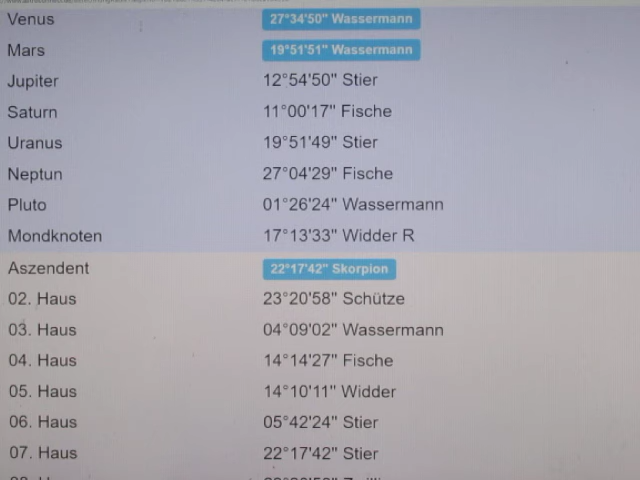 Venus 27°34'50" Wassermann
Mars 19°51'51" Wassermann
Jupiter 12°54'50" Stier
Saturn 11°00'17" Fische
Uranus 19°51'49" Stier
Neptun 27°04'29" Fische
Pluto 01°26'24" Wassermann
Mondknoten 17°13'33" Widder R
Aszendent 22°17'42" Skorpion
02. Haus 23°20'58" Schütze
03. Haus 04°09'02" Wassermann
04. Haus 14°14'27" Fische
05. Haus 14°10'11" Widder
06. Haus 05°42'24" Stier
07. Haus 22°17'42" Stier